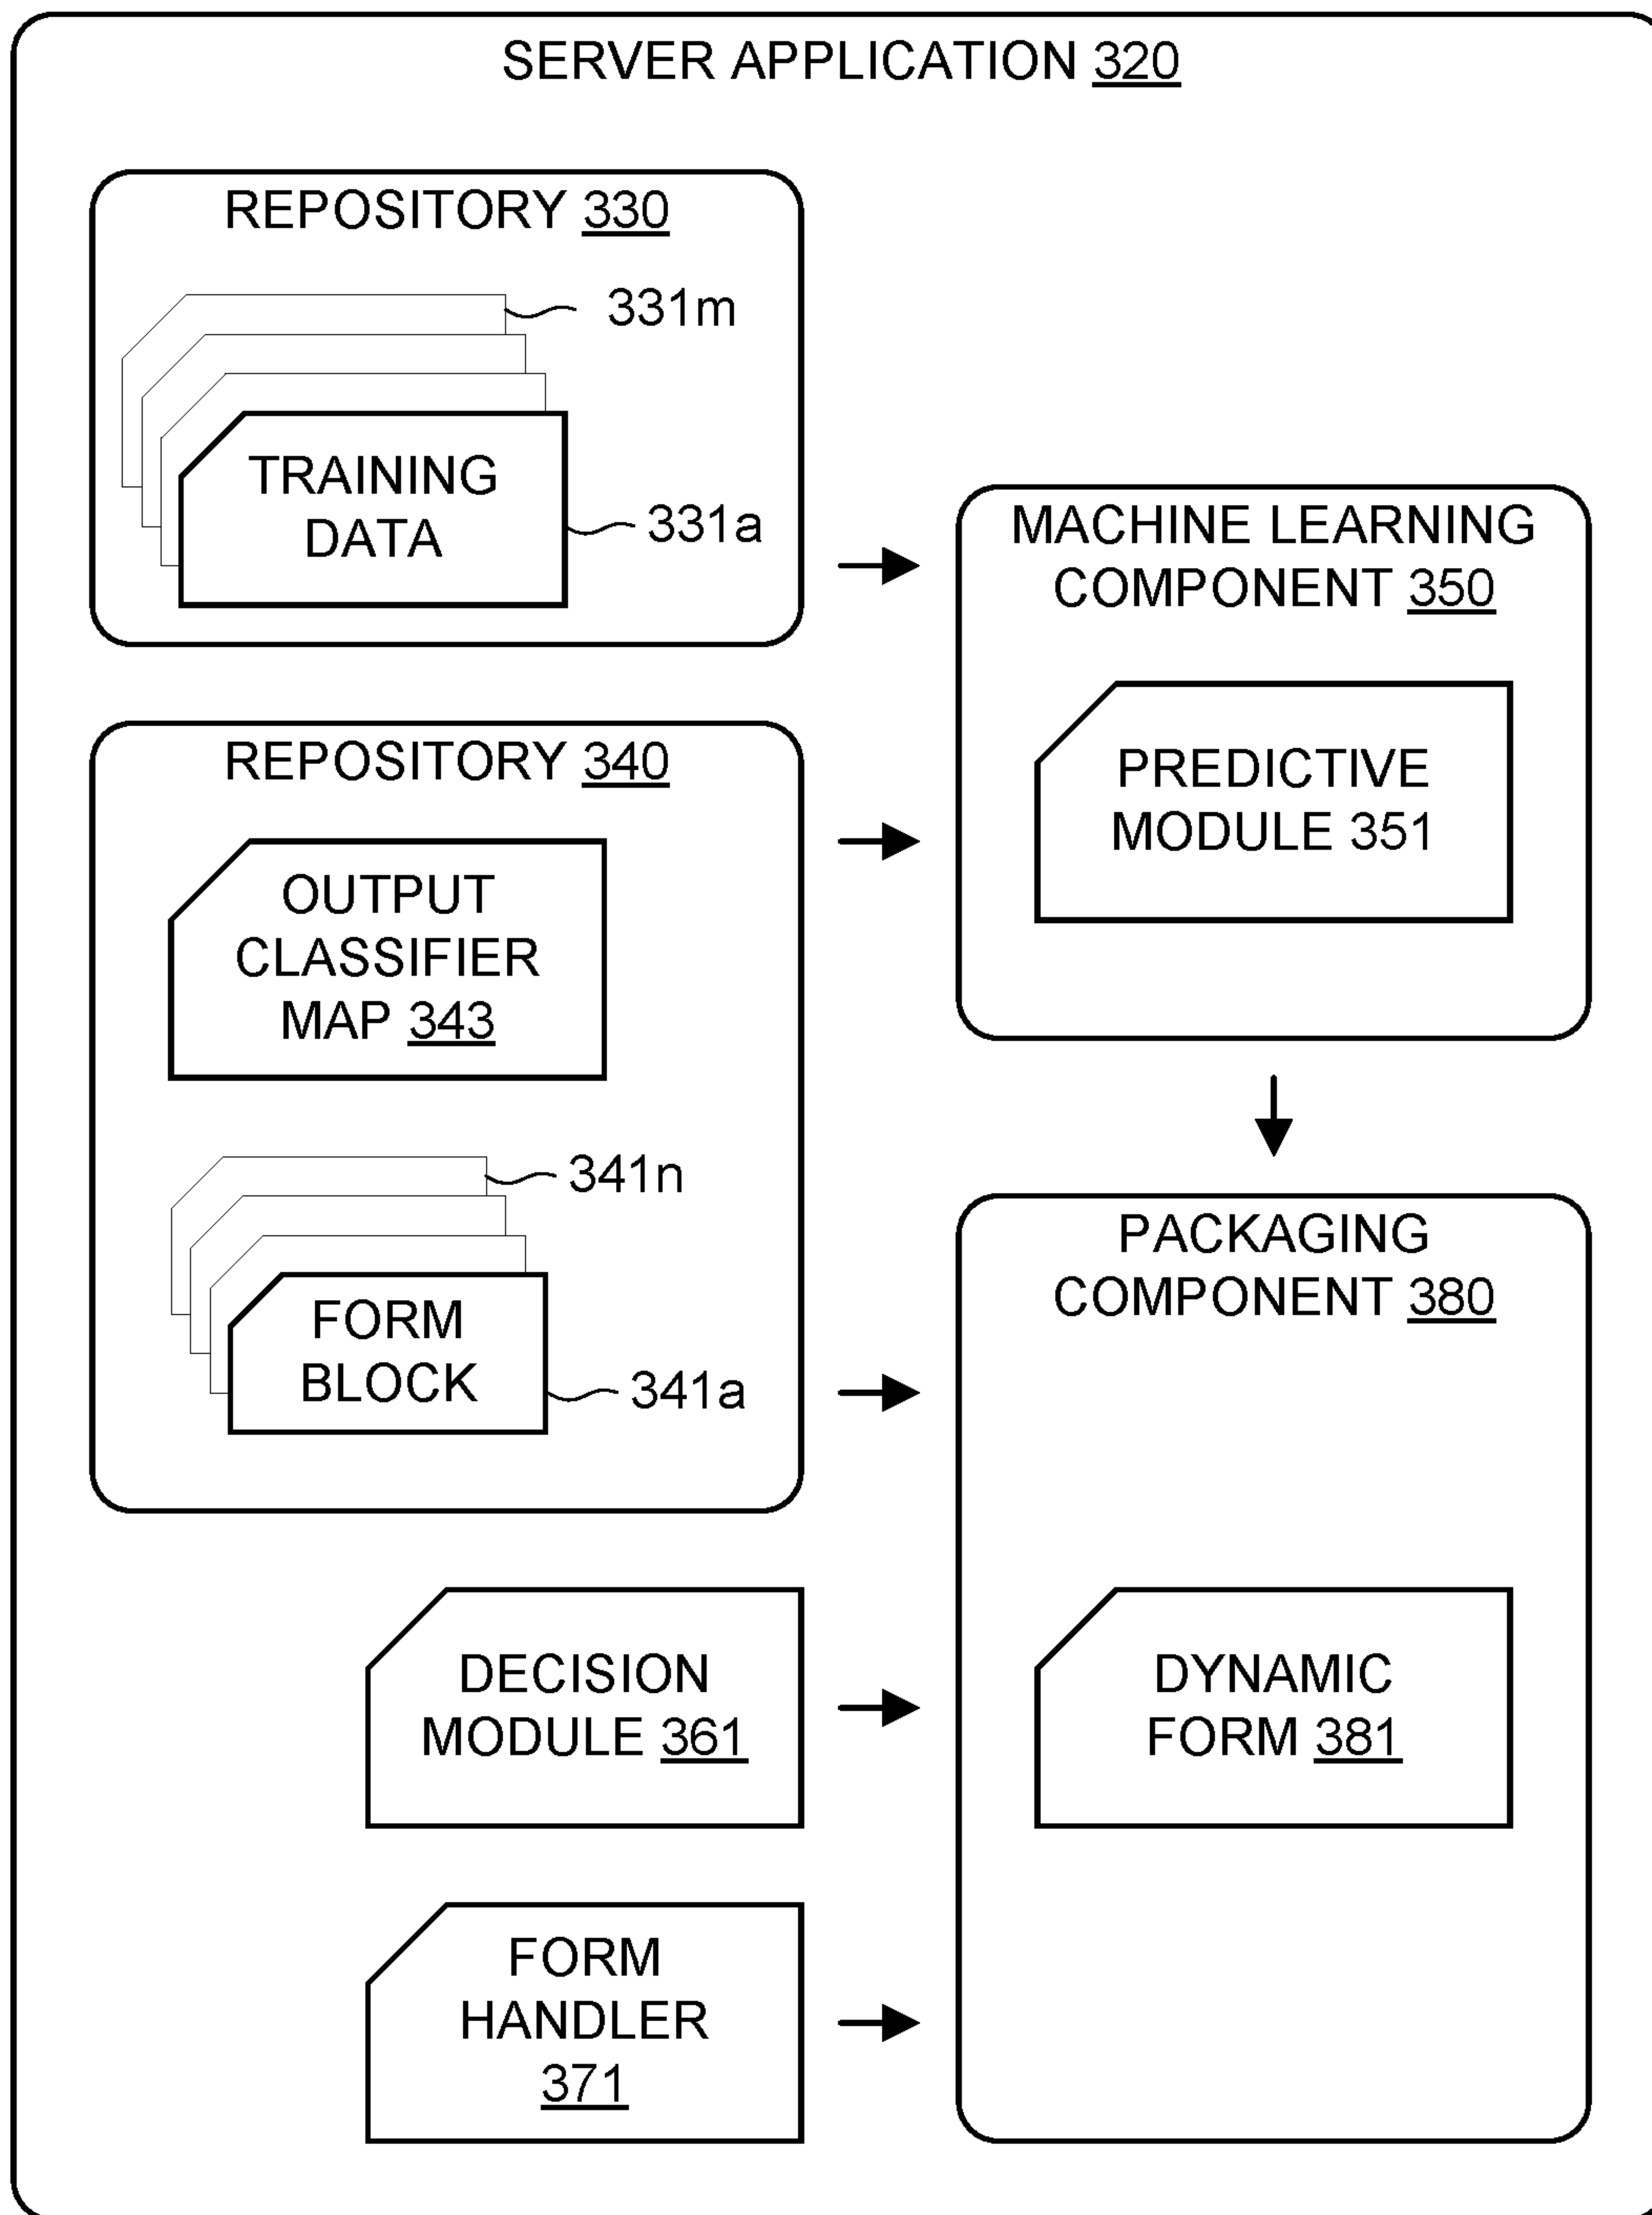 SERVER APPLICATION 320
REPOSITORY 330
331m
TRAINING
DATA
331a
MACHINE LEARNING
COMPONENT 350
PREDICTIVE
MODULE 351
REPOSITORY 340
OUTPUT
CLASSIFIER
MAP 343
341n
FORM
BLOCK
341a
PACKAGING
COMPONENT 380
DECISION
MODULE 361
DYNAMIC
FORM 381
FORM
HANDLER
371